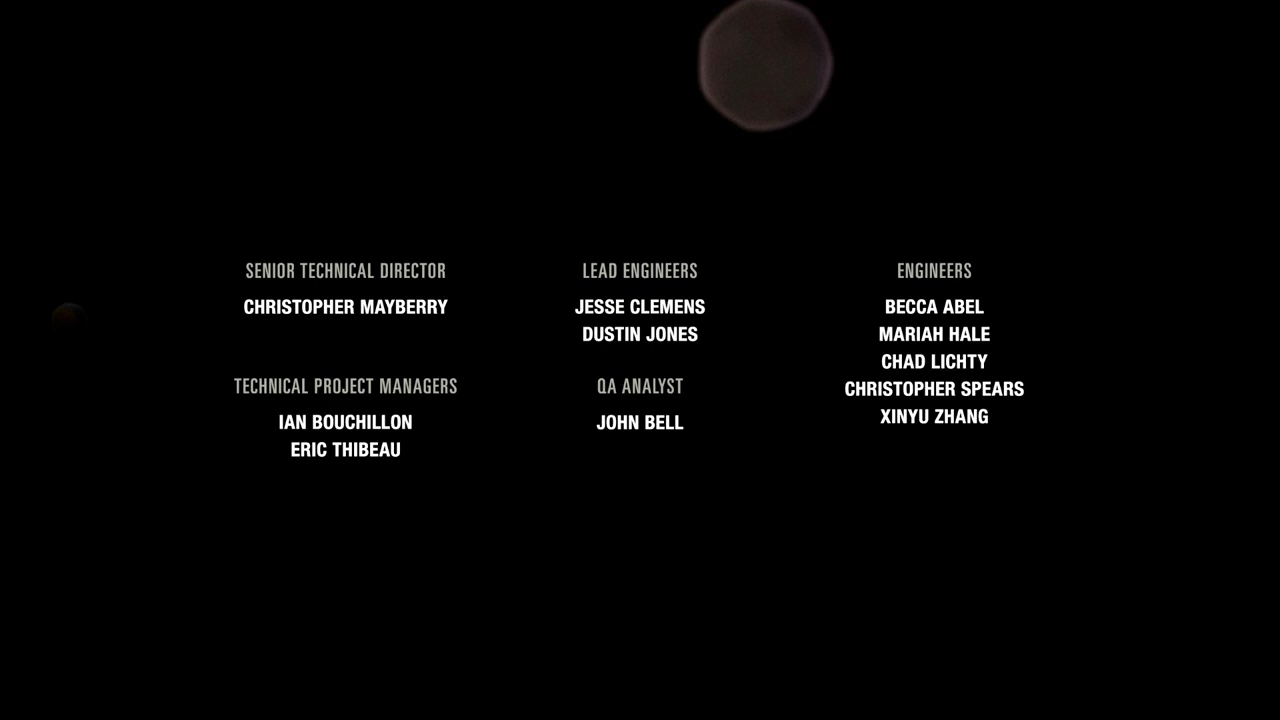 SENIOR TECHNICAL DIRECTOR
CHRISTOPHER MAYBERRY
TECHNICAL PROJECT MANAGERS
IAN BOUCHILLON
ERIC THIBEAU
LEAD ENGINEERS
JESSE CLEMENS
DUSTIN JONES
QA ANALYST
JOHN BELL
ENGINEERS
BECCA ABEL
MARIAH HALE
CHAD LICHTY
CHRISTOPHER SPEARS
XINYU ZHANG